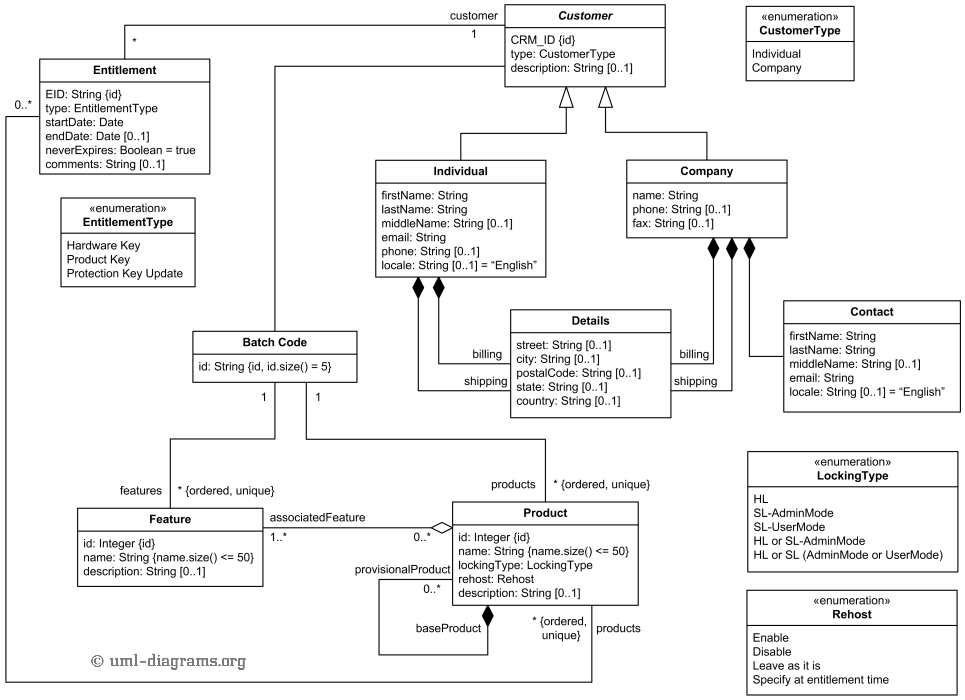 customer
1
*
Customer
CRM_ID {id}
type: CustomerType
description: String [0..1]
«enumeration»
CustomerType
Individual
Company
Entitlement
EID: String {id}
type: EntitlementType
startDate: Date
endDate: Date [0..1]
neverExpires: Boolean = true
comments: String [0..1]
0..*
«enumeration»
EntitlementType
Hardware Key
Product Key
Protection Key Update
Individual
firstName: String
lastName: String
middleName: String [0..1]
email: String
phone: String [0..1]
locale: String [0..1] = “English”
Company
name: String
phone: String [0..1]
fax: String [0..1]
Details
street: String [0..1]
city: String [0..1]
postalCode: String [0..1]
state: String [0..1]
country: String [0..1]
billing
shipping
billing
shipping
Contact
firstName: String
lastName: String
middleName: String [0..1]
email: String
locale: String [0..1] = “English”
Batch Code
id: String {id, id.size() = 5}
1
1
features
* {ordered, unique}
products
* {ordered, unique}
Feature
id: Integer {id}
name: String {name.size() <= 50}
description: String [0..1]
associatedFeature
1..*
0..*
Product
id: Integer {id}
name: String {name.size() <= 50}
lockingType: LockingType
rehost: Rehost
description: String [0..1]
provisionalProduct
0..*
baseProduct
* {ordered,
unique}
products
«enumeration»
LockingType
HL
SL-AdminMode
SL-UserMode
HL or SL-AdminMode
HL or SL (AdminMode or UserMode)
«enumeration»
Rehost
Enable
Disable
Leave as it is
Specify at entitlement time
© uml-diagrams.org